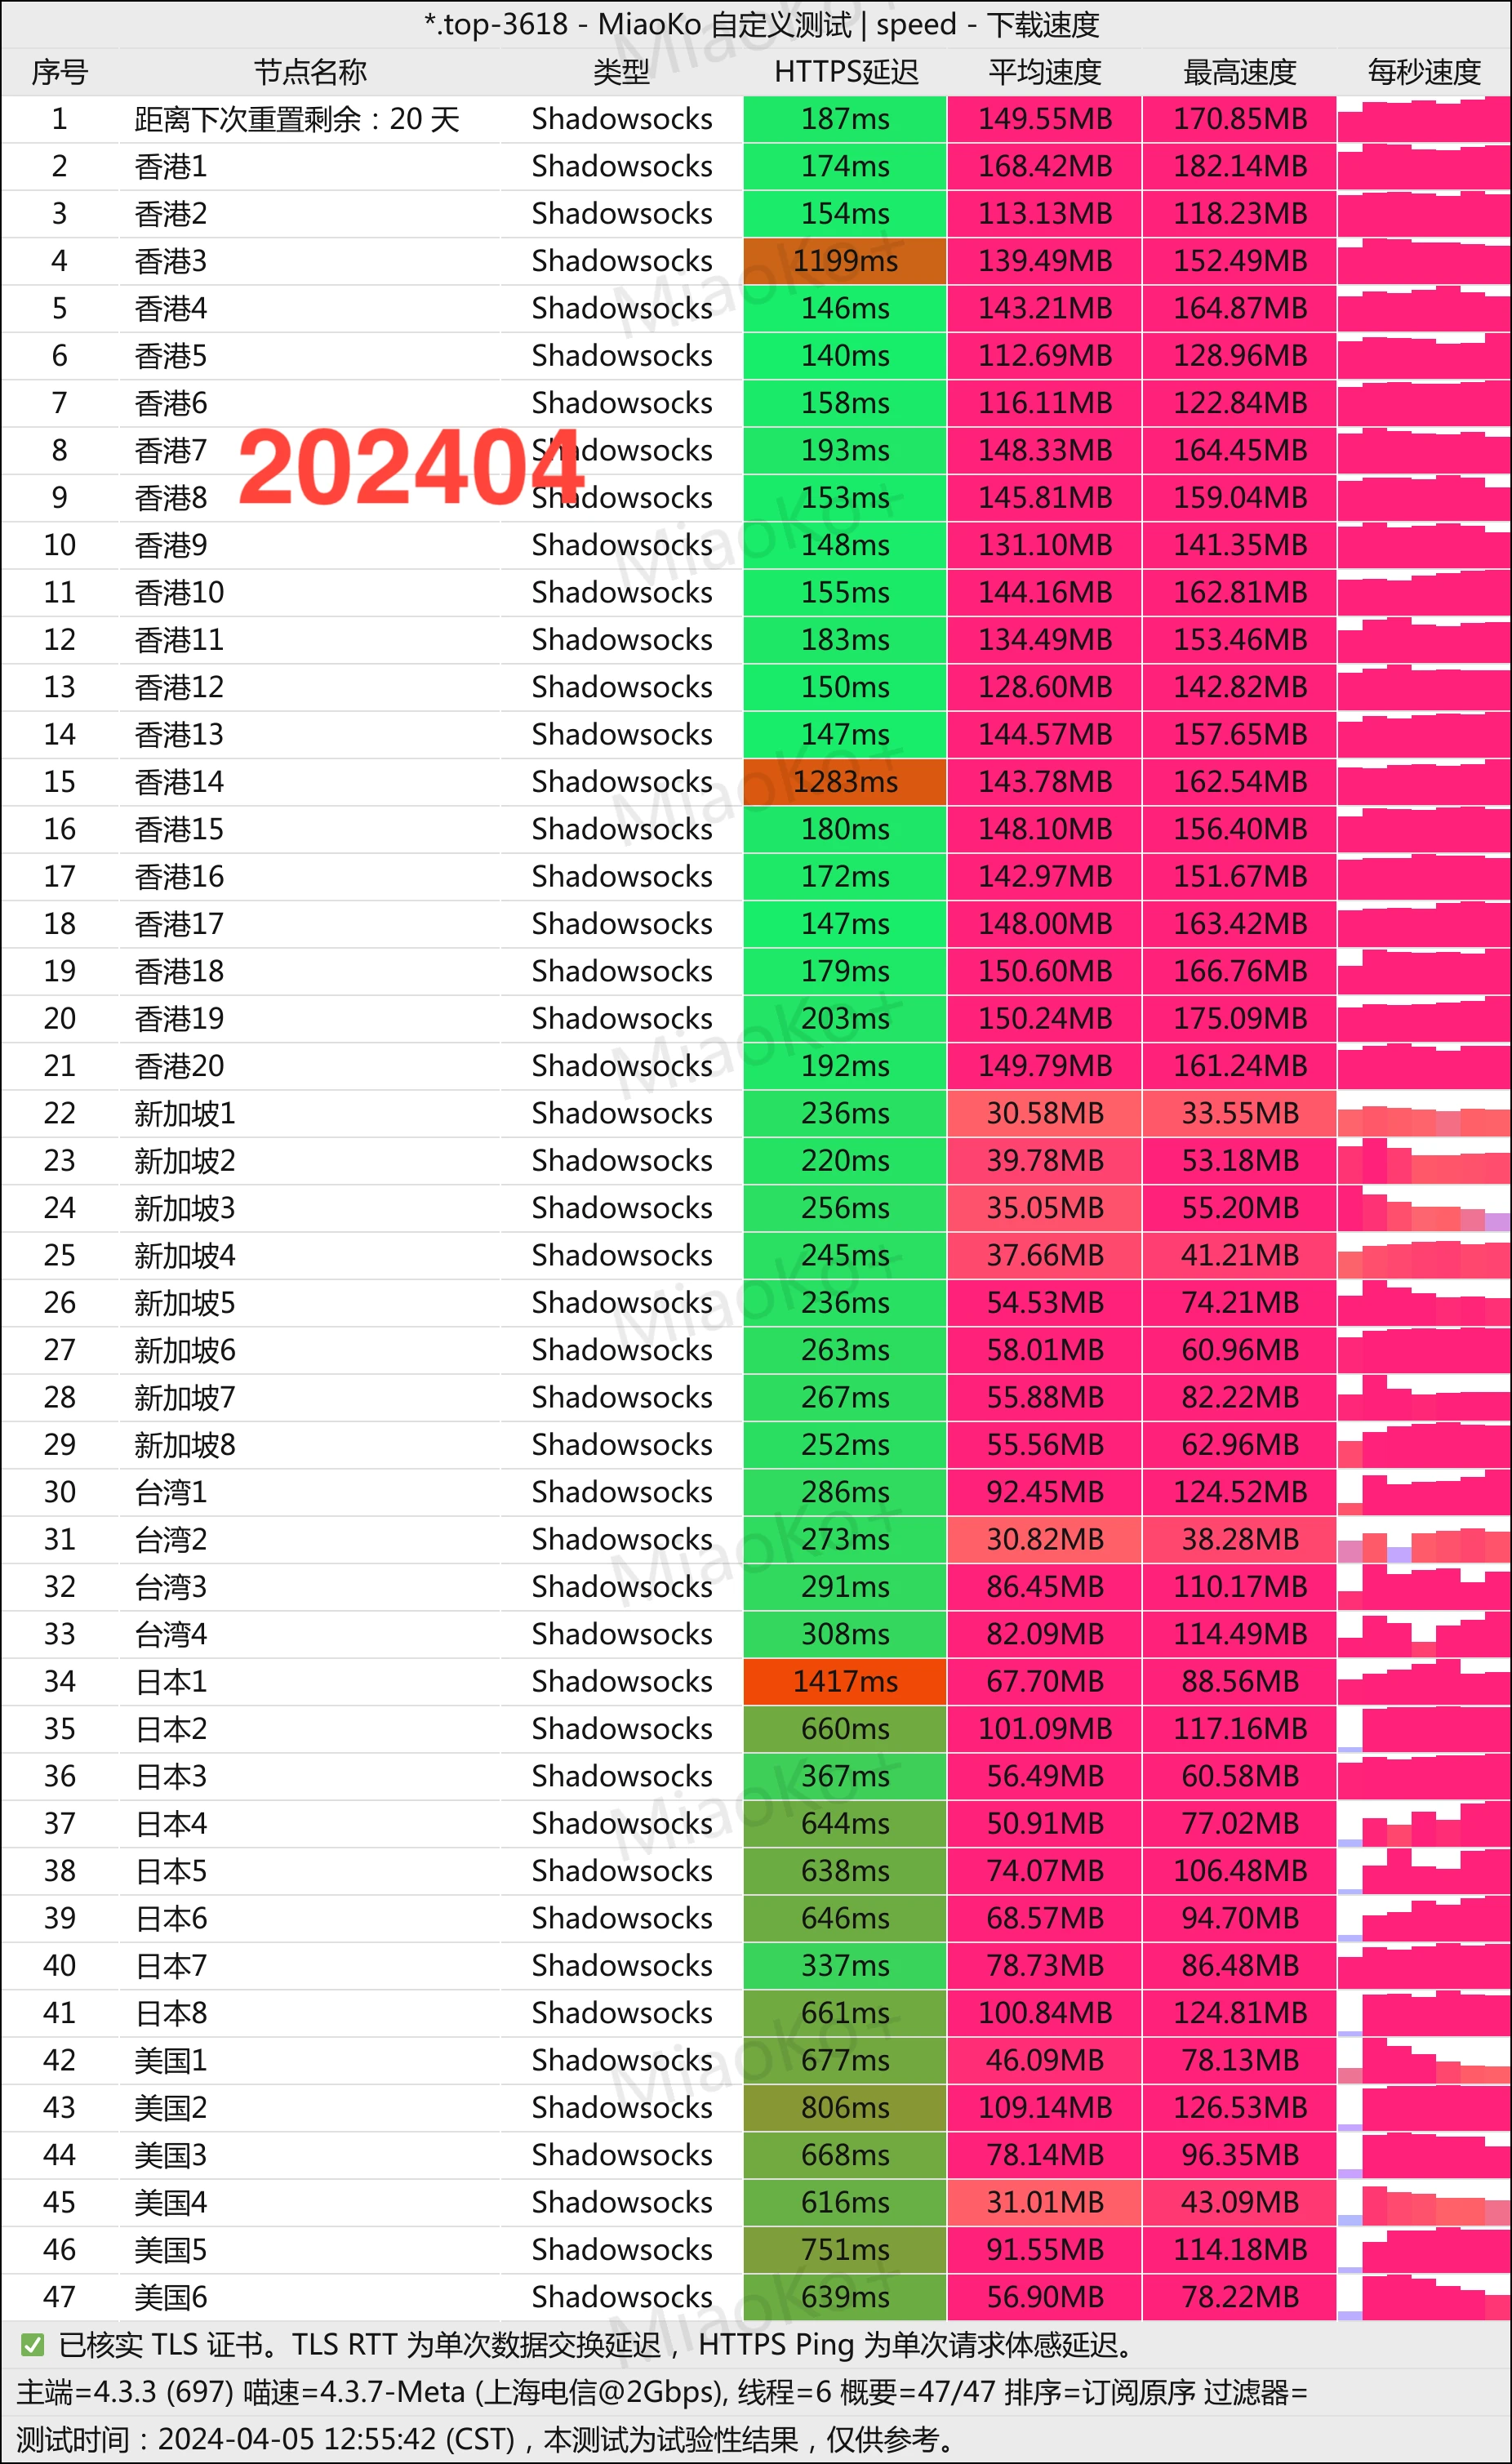 *.top-3618 - MiaoKo 自定义测试 | speed - 下载速度
序号 节点名称 类型 HTTPS延迟 平均速度 最高速度 每秒速度
1 距离下次重置剩余：20 天 Shadowsocks 187ms 149.55MB 170.85MB
2 香港1 Shadowsocks 174ms 168.42MB 182.14MB
3 香港2 Shadowsocks 154ms 113.13MB 118.23MB
4 香港3 Shadowsocks 1199ms 139.49MB 152.49MB
5 香港4 Shadowsocks 146ms 143.21MB 164.87MB
6 香港5 Shadowsocks 140ms 112.69MB 128.96MB
7 香港6 Shadowsocks 158ms 116.11MB 122.84MB
8 香港7 Shadowsocks 193ms 148.33MB 164.45MB
202404
9 香港8 Shadowsocks 153ms 145.81MB 159.04MB
10 香港9 Shadowsocks 148ms 131.10MB 141.35MB
11 香港10 Shadowsocks 155ms 144.16MB 162.81MB
12 香港11 Shadowsocks 183ms 134.49MB 153.46MB
13 香港12 Shadowsocks 150ms 128.60MB 142.82MB
14 香港13 Shadowsocks 147ms 144.57MB 157.65MB
15 香港14 Shadowsocks 1283ms 143.78MB 162.54MB
16 香港15 Shadowsocks 180ms 148.10MB 156.40MB
17 香港16 Shadowsocks 172ms 142.97MB 151.67MB
18 香港17 Shadowsocks 147ms 148.00MB 163.42MB
19 香港18 Shadowsocks 179ms 150.60MB 166.76MB
20 香港19 Shadowsocks 203ms 150.24MB 175.09MB
21 香港20 Shadowsocks 192ms 149.79MB 161.24MB
22 新加坡1 Shadowsocks 236ms 30.58MB 33.55MB
23 新加坡2 Shadowsocks 220ms 39.78MB 53.18MB
24 新加坡3 Shadowsocks 256ms 35.05MB 55.20MB
25 新加坡4 Shadowsocks 245ms 37.66MB 41.21MB
26 新加坡5 Shadowsocks 236ms 54.53MB 74.21MB
27 新加坡6 Shadowsocks 263ms 58.01MB 60.96MB
28 新加坡7 Shadowsocks 267ms 55.88MB 82.22MB
29 新加坡8 Shadowsocks 252ms 55.56MB 62.96MB
30 台湾1 Shadowsocks 286ms 92.45MB 124.52MB
31 台湾2 Shadowsocks 273ms 30.82MB 38.28MB
32 台湾3 Shadowsocks 291ms 86.45MB 110.17MB
33 台湾4 Shadowsocks 308ms 82.09MB 114.49MB
34 日本1 Shadowsocks 1417ms 67.70MB 88.56MB
35 日本2 Shadowsocks 660ms 101.09MB 117.16MB
36 日本3 Shadowsocks 367ms 56.49MB 60.58MB
37 日本4 Shadowsocks 644ms 50.91MB 77.02MB
38 日本5 Shadowsocks 638ms 74.07MB 106.48MB
39 日本6 Shadowsocks 646ms 68.57MB 94.70MB
40 日本7 Shadowsocks 337ms 78.73MB 86.48MB
41 日本8 Shadowsocks 661ms 100.84MB 124.81MB
42 美国1 Shadowsocks 677ms 46.09MB 78.13MB
43 美国2 Shadowsocks 806ms 109.14MB 126.53MB
44 美国3 Shadowsocks 668ms 78.14MB 96.35MB
45 美国4 Shadowsocks 616ms 31.01MB 43.09MB
46 美国5 Shadowsocks 751ms 91.55MB 114.18MB
47 美国6 Shadowsocks 639ms 56.90MB 78.22MB
✅ 已核实 TLS 证书。TLS RTT 为单次数据交换延迟， HTTPS Ping 为单次请求体感延迟。
主端=4.3.3 (697) 喵速=4.3.7-Meta (上海电信@2Gbps), 线程=6 概要=47/47 排序=订阅原序 过滤器=
测试时间：2024-04-05 12:55:42 (CST)，本测试为试验性结果，仅供参考。
MiaoKo+
MiaoKo+
MiaoKo+
MiaoKo+
MiaoKo+
MiaoKo+
MiaoKo+
MiaoKo+
MiaoKo+
MiaoKo+